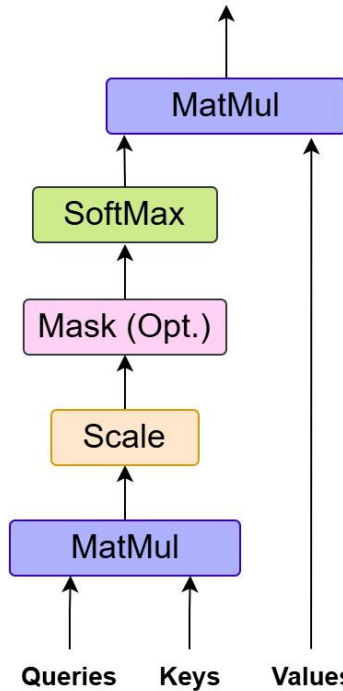 MatMul
SoftMax
Mask (Opt.)
Scale
MatMul
Queries Keys Values